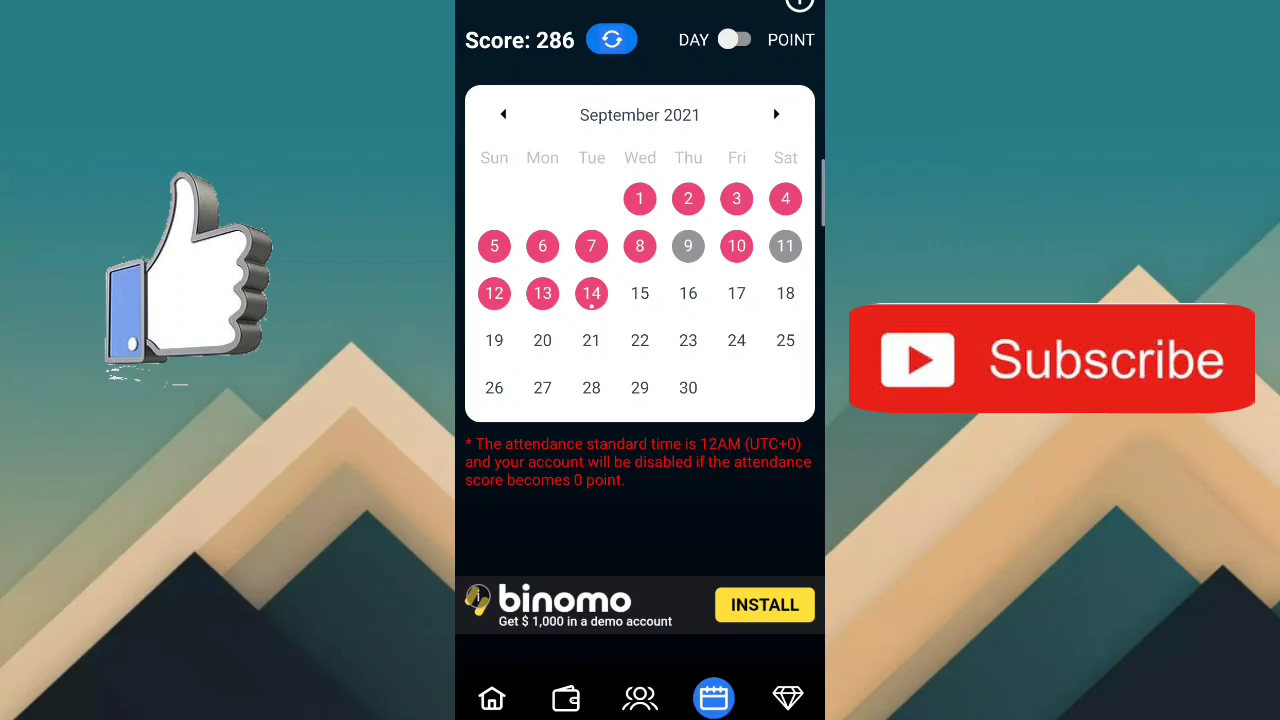 Score: 286
DAY POINT
September 2021
Sun Mon Tue Wed Thu Fri Sat
1 2 3 4
5 6 7 8 9 10 11
12 13 14 15 16 17 18
19 20 21 22 23 24 25
26 27 28 29 30
* The attendance standard time is 12AM (UTC+0)
and your account will be disabled if the attendance
score becomes 0 point.
binomo
Get $ 1,000 in a demo account
INSTALL
Subscribe